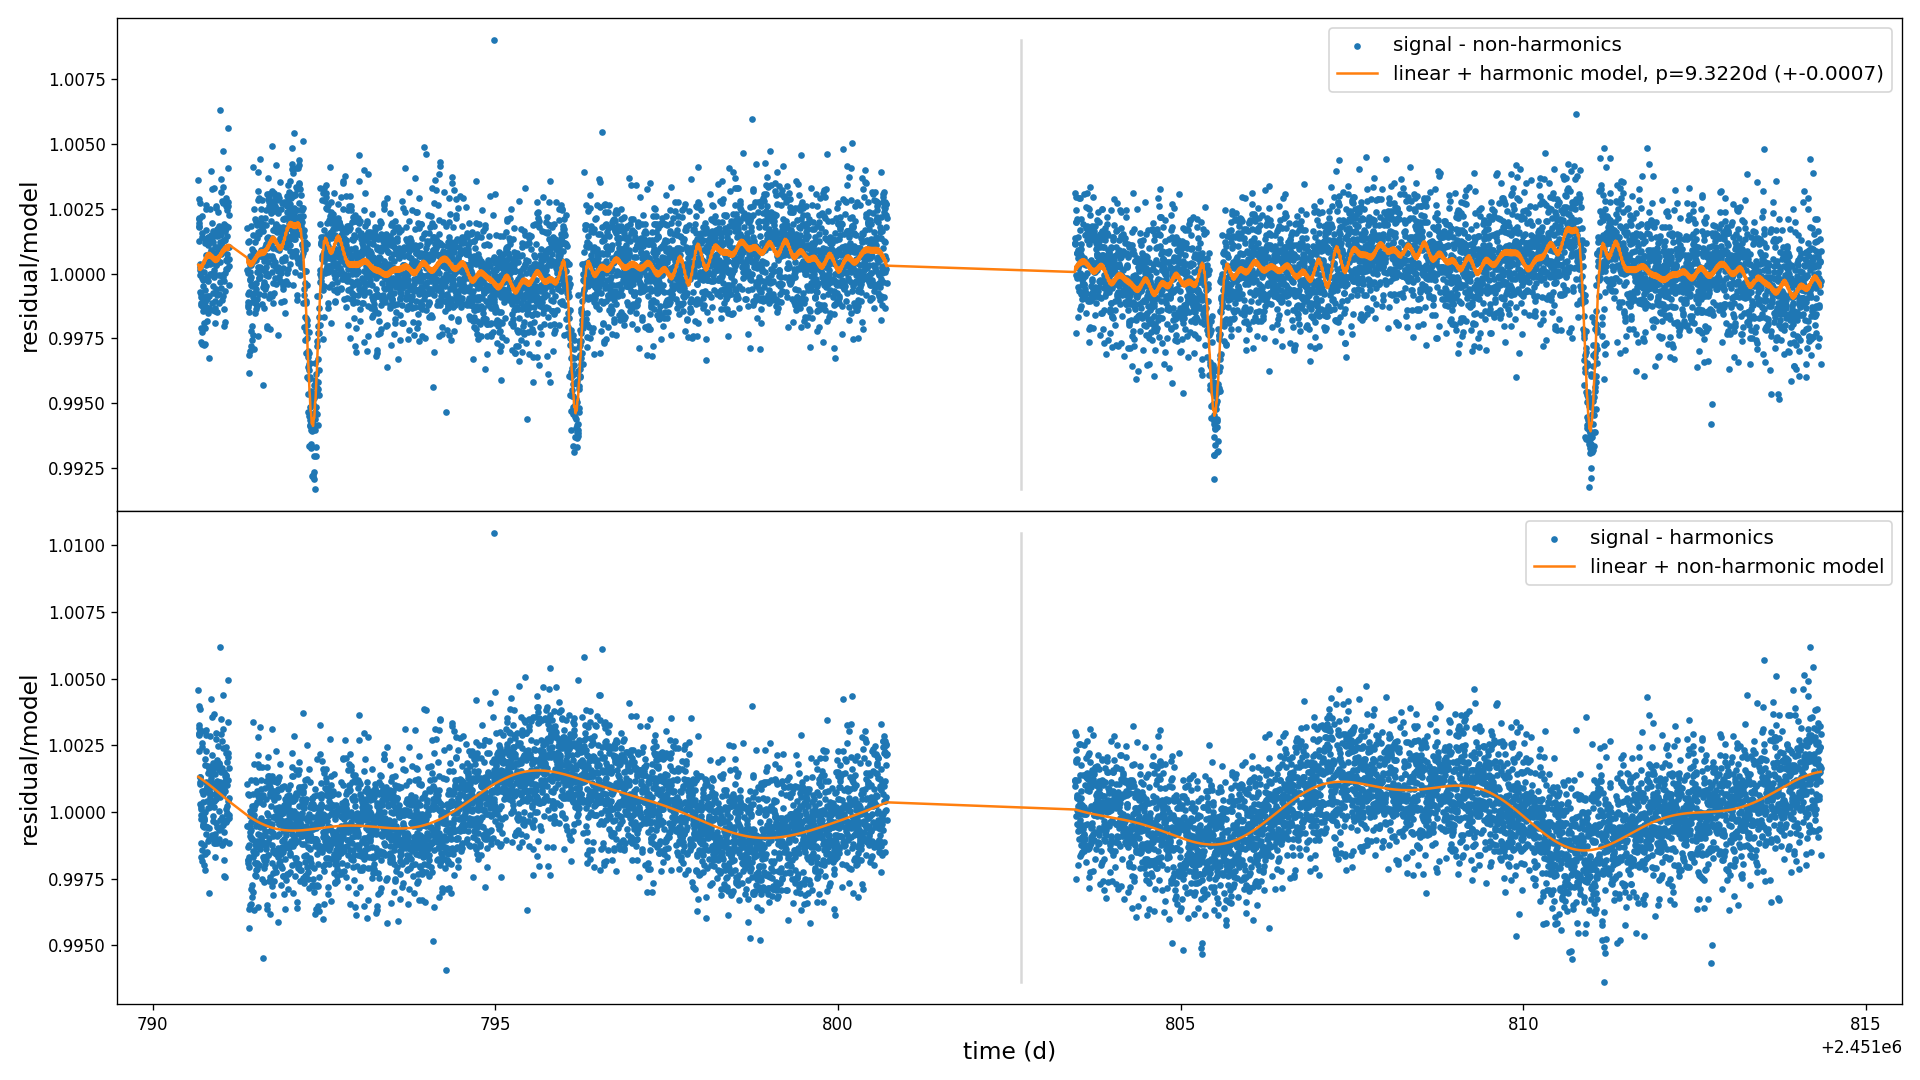 signal - non-harmonics
linear + harmonic model, p=9.3220d (+-0.0007)
residual/model
1.0075
1.0050
1.0025
1.0000
0.9975
0.9950
0.9925
signal - harmonics
linear + non-harmonic model
residual/model
1.0100
1.0075
1.0050
1.0025
1.0000
0.9975
0.9950
790
795
800
805
810
815
time (d)
+2.451e6